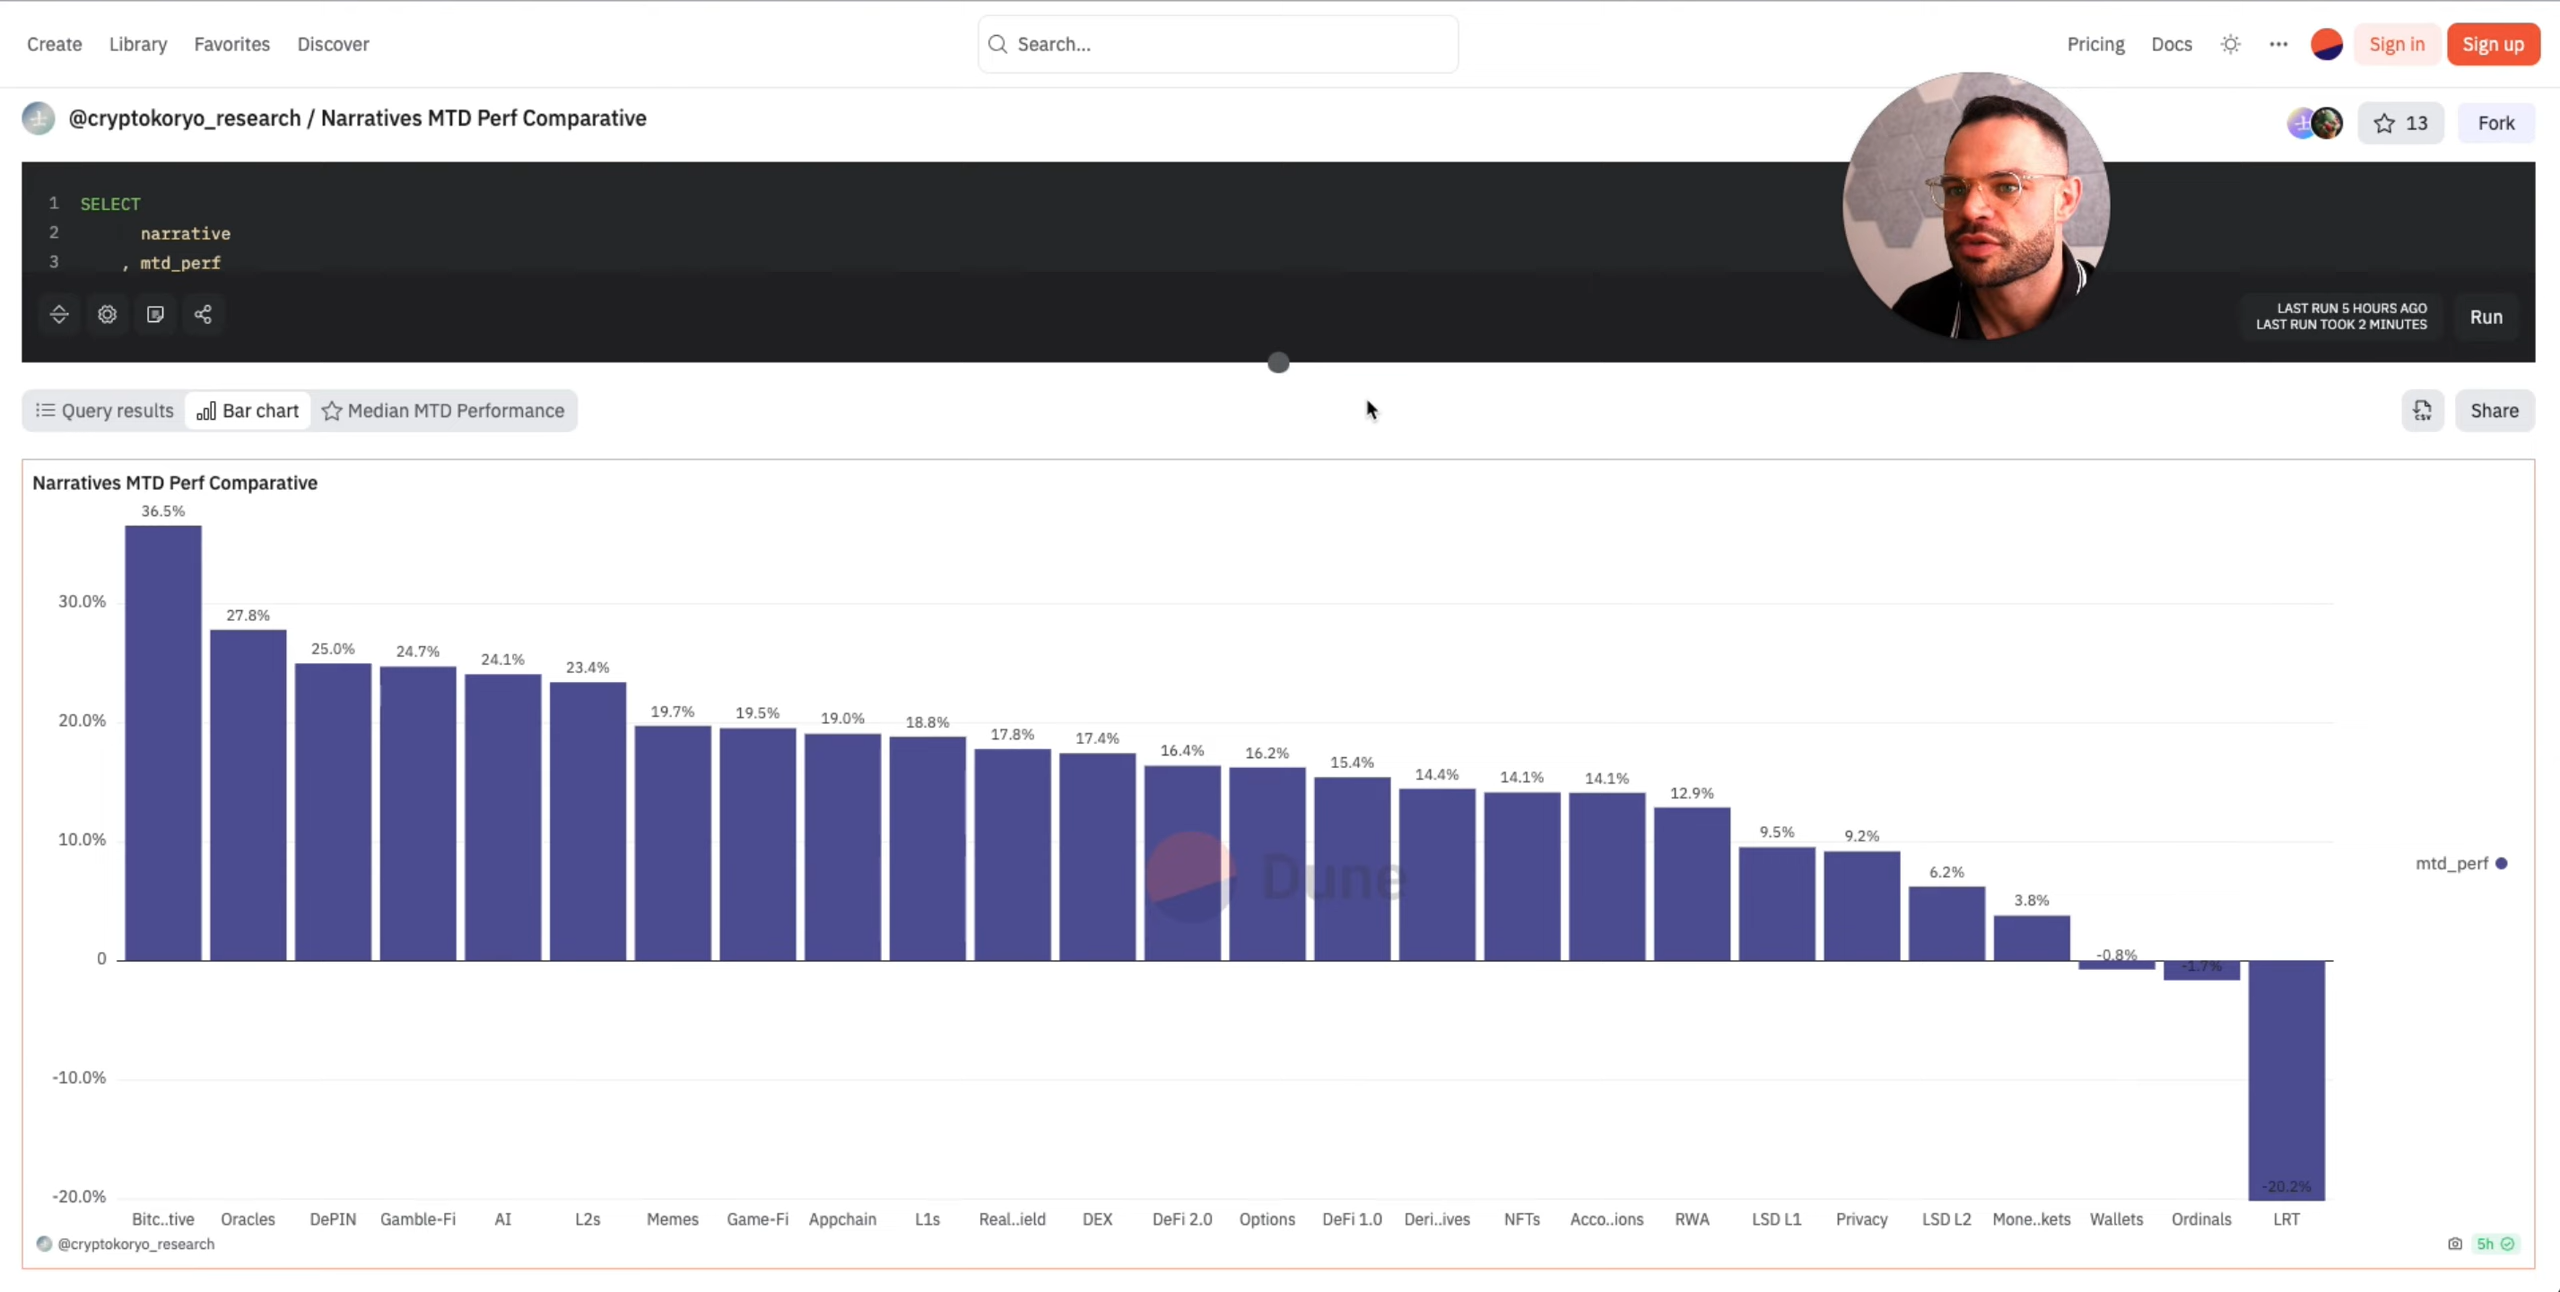 Create Library Favorites Discover Search... Pricing Docs Sign in Sign up
@cryptokoryo_research / Narratives MTD Perf Comparative 13 Fork
1 SELECT
2 narrative
3 , mtd_perf
LAST RUN 5 HOURS AGO
LAST RUN TOOK 2 MINUTES
Run
Query results Bar chart Median MTD Performance CSV Share
Narratives MTD Perf Comparative
36.5% 27.8% 25.0% 24.7% 24.1% 23.4% 19.7% 19.5% 19.0% 18.8% 17.8% 17.4% 16.4% 16.2% 15.4% 14.4% 14.1% 14.1% 12.9% 9.5% 9.2% 6.2% 3.8% -0.8% -1.7% -20.2%
30.0%
20.0%
10.0%
0
-10.0%
-20.0%
Dune
mtd_perf
Bitc..tive Oracles DePIN Gamble-Fi AI L2s Memes Game-Fi Appchain L1s Real..ield DEX DeFi 2.0 Options DeFi 1.0 Deri..ives NFTs Acco..ions RWA LSD L1 Privacy LSD L2 Mone..kets Wallets Ordinals LRT
@cryptokoryo_research 5h